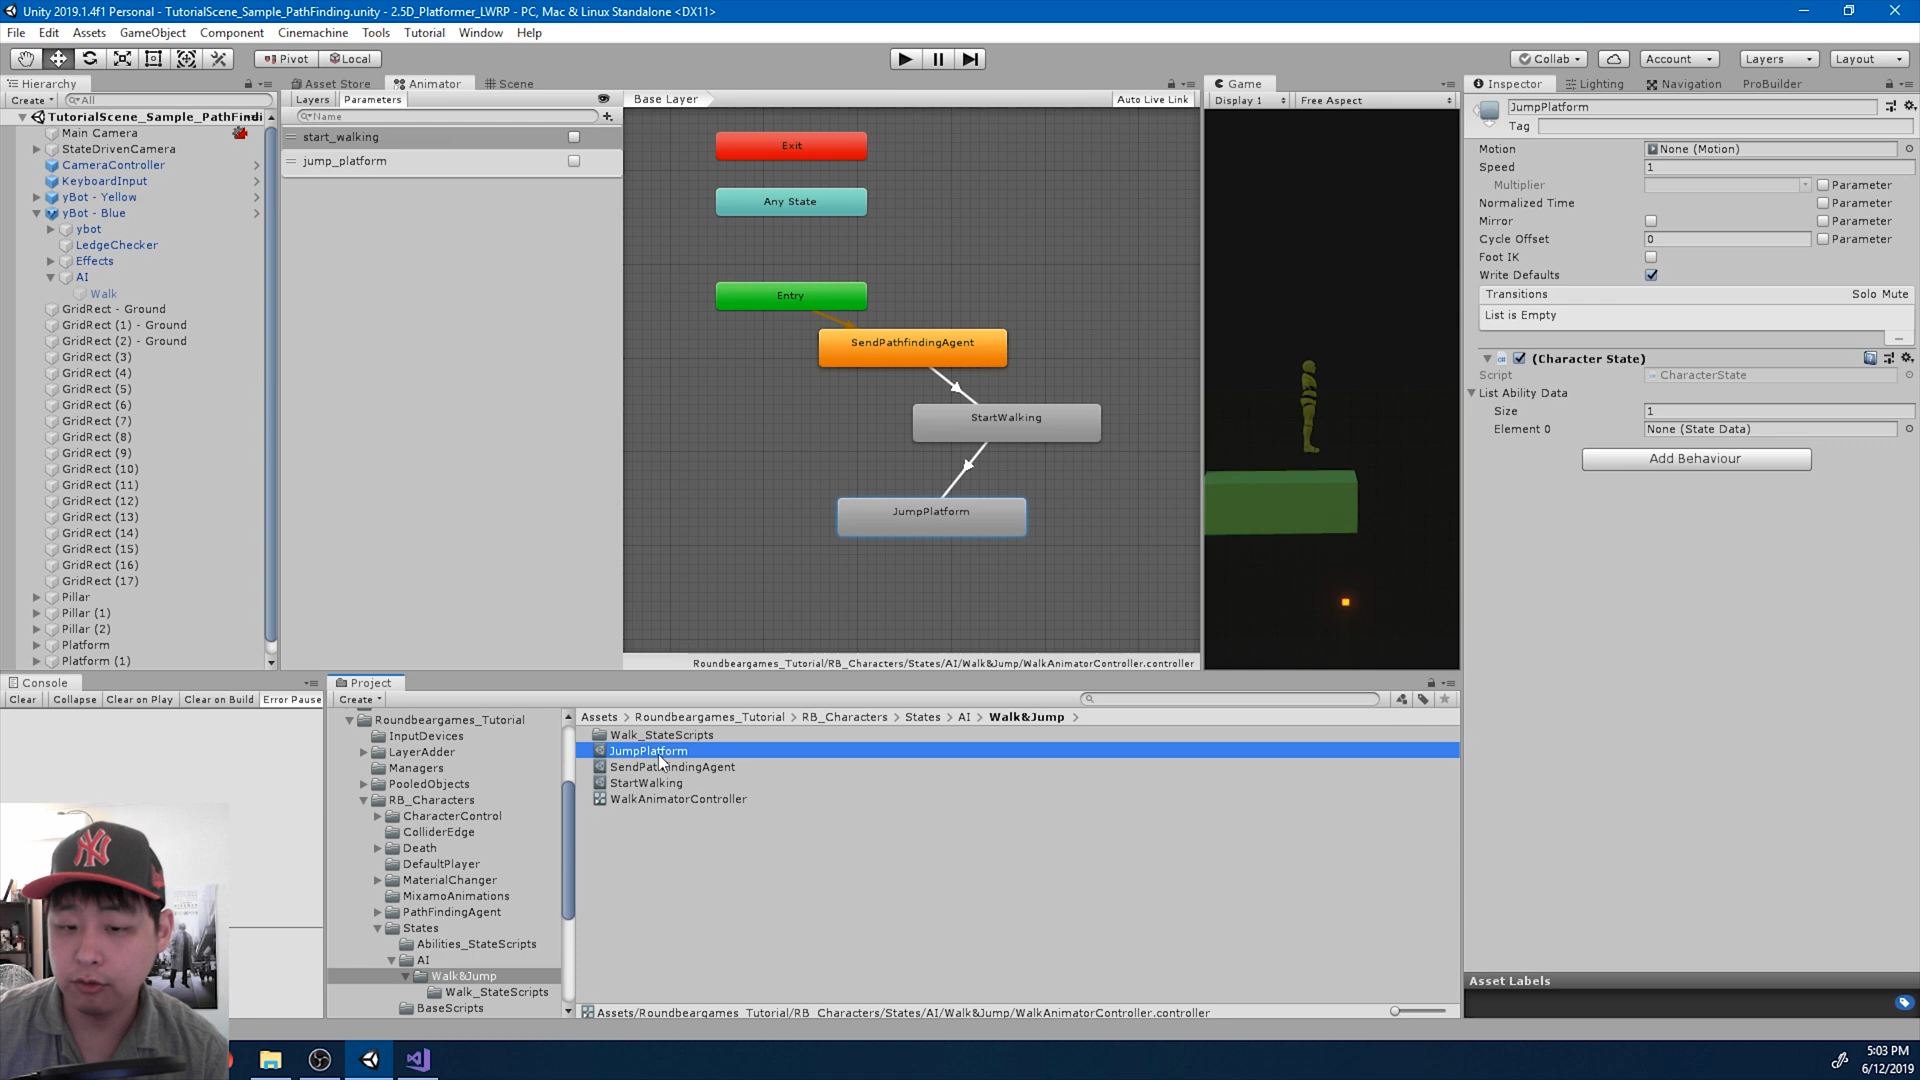 Unity 2019.1.4f1 Personal - TutorialScene_Sample_PathFinding.unity - 2.5D_Platformer_LWRP - PC, Mac & Linux Standalone <DX11>
File Edit Assets GameObject Component Cinemachine Tools Tutorial Window Help
Pivot Local Collab Account Layers Layout
Hierarchy
Create All
TutorialScene_Sample_PathFindi
Main Camera
StateDrivenCamera
CameraController
KeyboardInput
yBot - Yellow
yBot - Blue
ybot
LedgeChecker
Effects
AI
Walk
GridRect - Ground
GridRect (1) - Ground
GridRect (2) - Ground
GridRect (3)
GridRect (4)
GridRect (5)
GridRect (6)
GridRect (7)
GridRect (8)
GridRect (9)
GridRect (10)
GridRect (11)
GridRect (12)
GridRect (13)
GridRect (14)
GridRect (15)
GridRect (16)
GridRect (17)
Pillar
Pillar (1)
Pillar (2)
Platform
Platform (1)
Asset Store Animator Scene
Layers Parameters
Name
start_walking
jump_platform
Base Layer Auto Live Link
Exit
Any State
Entry
SendPathfindingAgent
StartWalking
JumpPlatform
Roundbeargames_Tutorial/RB_Characters/States/AI/Walk&Jump/WalkAnimatorController.controller
Game
Display 1 Free Aspect
Inspector Lighting Navigation ProBuilder
JumpPlatform
Tag
Motion None (Motion)
Speed 1
Multiplier Parameter
Normalized Time Parameter
Mirror Parameter
Cycle Offset 0 Parameter
Foot IK
Write Defaults
Transitions Solo Mute
List is Empty
(Character State)
Script CharacterState
List Ability Data
Size 1
Element 0 None (State Data)
Add Behaviour
Asset Labels
Console
Clear Collapse Clear on Play Clear on Build Error Pause
Project
Create
Roundbeargames_Tutorial
InputDevices
LayerAdder
Managers
PooledObjects
RB_Characters
CharacterControl
ColliderEdge
Death
DefaultPlayer
MaterialChanger
MixamoAnimations
PathFindingAgent
States
Abilities_StateScripts
AI
Walk&Jump
Walk_StateScripts
BaseScripts
Assets > Roundbeargames_Tutorial > RB_Characters > States > AI > Walk&Jump >
Walk_StateScripts
JumpPlatform
SendPathfindingAgent
StartWalking
WalkAnimatorController
Assets/Roundbeargames_Tutorial/RB_Characters/States/AI/Walk&Jump/WalkAnimatorController.controller
5:03 PM
6/12/2019